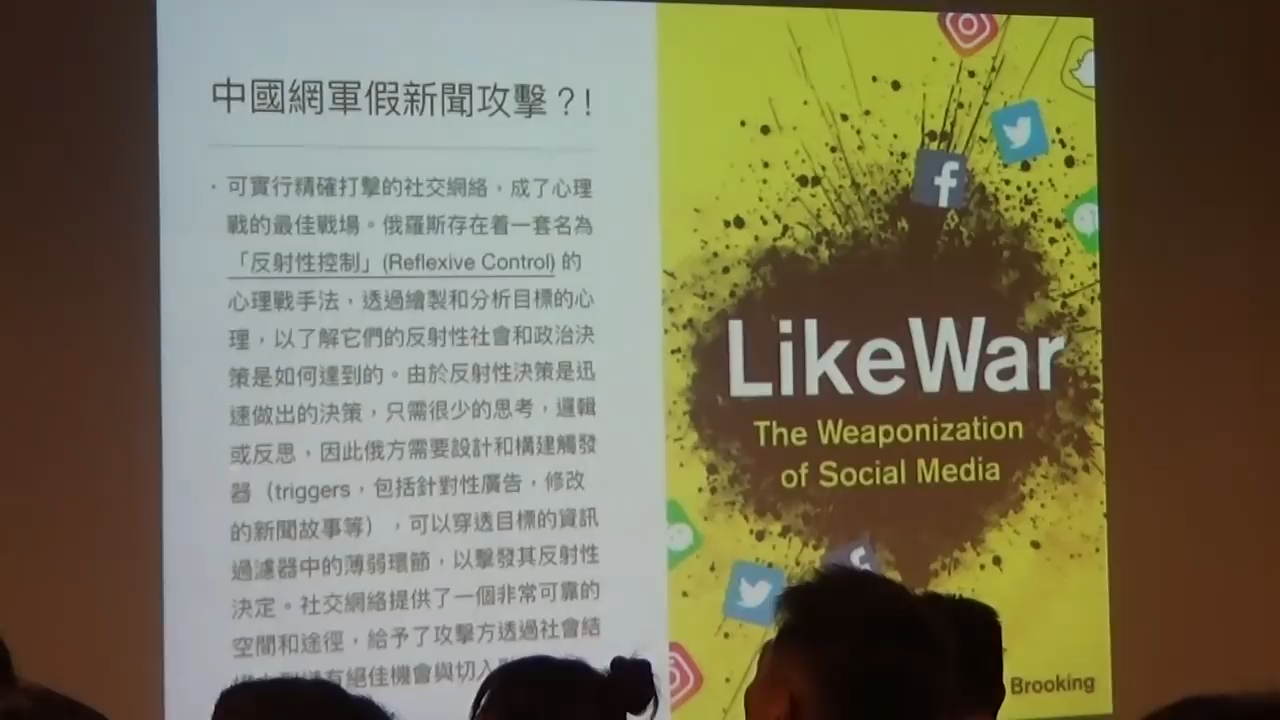 中國網軍假新聞攻擊？!
· 可實行精確打擊的社交網絡，成了心理
戰的最佳戰場。俄羅斯存在着一套名為
「反射性控制」(Reflexive Control) 的
心理戰手法，透過繪製和分析目標的心
理，以了解它們的反射性社會和政治決
策是如何達到的。由於反射性決策是迅
速做出的決策，只需很少的思考，邏輯
或反思，因此俄方需要設計和構建觸發
器（triggers，包括針對性廣告，修改
的新聞故事等），可以穿透目標的資訊
過濾器中的薄弱環節，以擊發其反射性
決定。社交網絡提供了一個非常可靠的
空間和途徑，給予了攻擊方透過社會結
有絕佳機會與切入
LikeWar
The Weaponization
of Social Media
Brooking